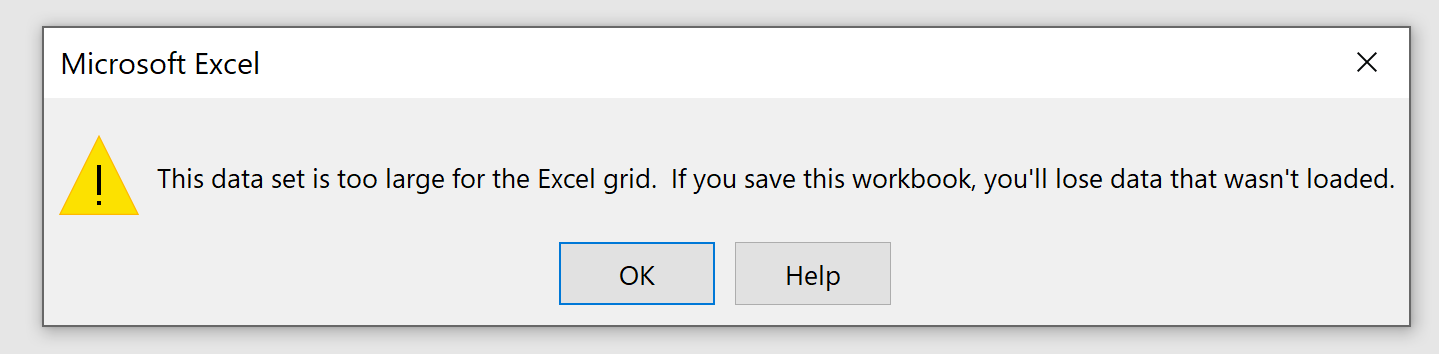 Microsoft Excel
This data set is too large for the Excel grid.  If you save this workbook, you'll lose data that wasn't loaded.
OK
Help